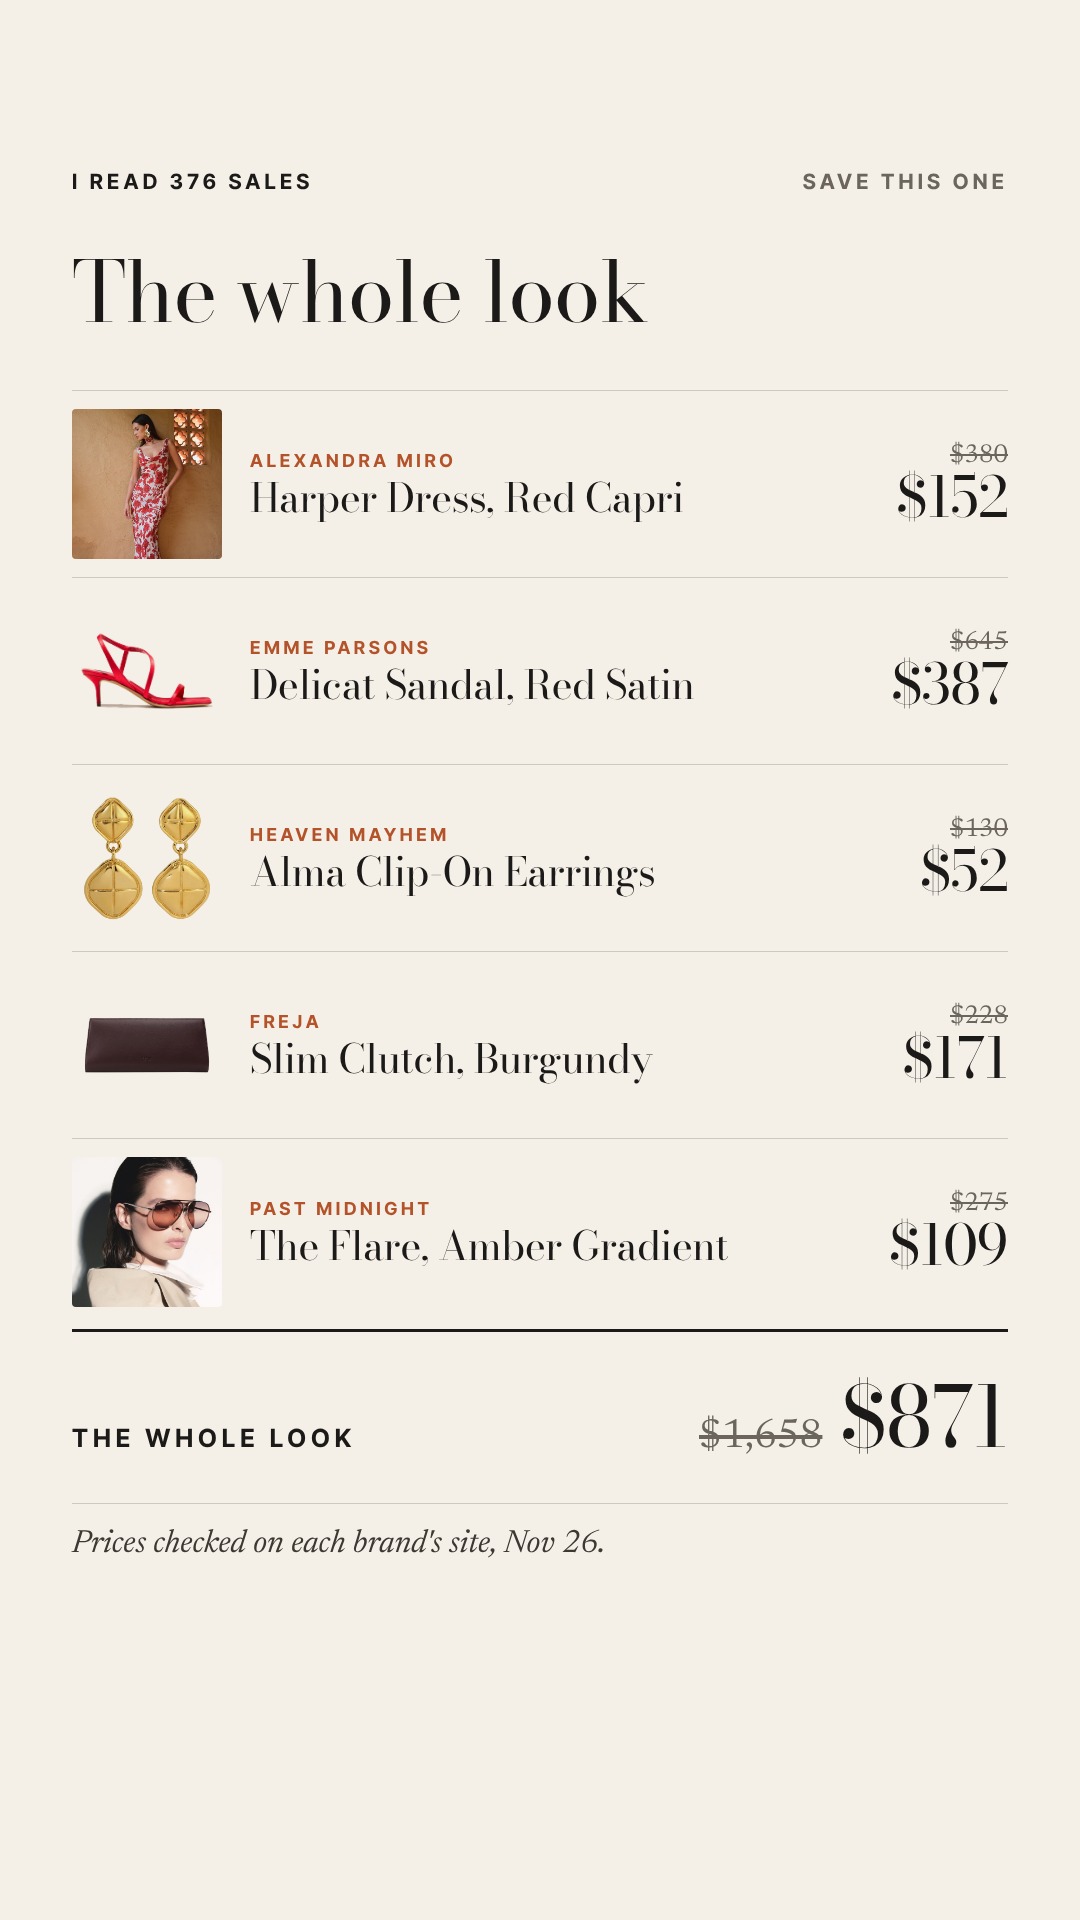 I READ 376 SALES
SAVE THIS ONE
The whole look
ALEXANDRA MIRO
Harper Dress, Red Capri
$380
$152
EMME PARSONS
Delicat Sandal, Red Satin
$645
$387
HEAVEN MAYHEM
Alma Clip-On Earrings
$130
$52
FREJA
Slim Clutch, Burgundy
$228
$171
PAST MIDNIGHT
The Flare, Amber Gradient
$275
$109
THE WHOLE LOOK
$1,658 $871
Prices checked on each brand's site, Nov 26.